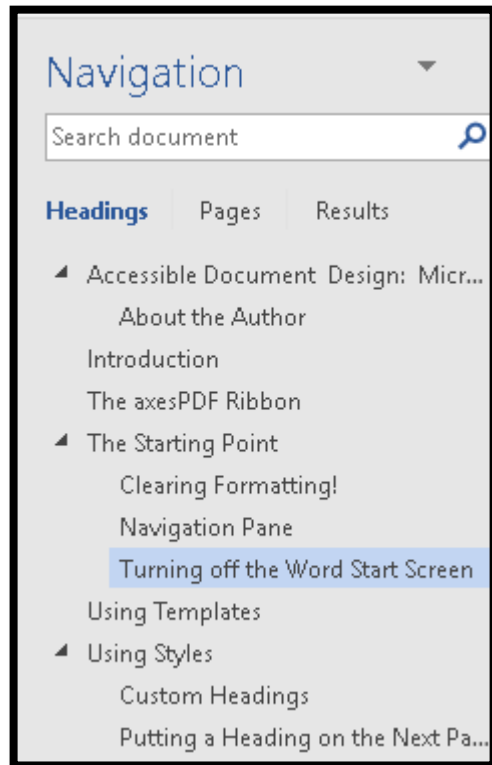 Navigation
Search document
Headings Pages Results
Accessible Document Design: Micr...
About the Author
Introduction
The axesPDF Ribbon
The Starting Point
Clearing Formatting!
Navigation Pane
Turning off the Word Start Screen
Using Templates
Using Styles
Custom Headings
Putting a Heading on the Next Pa...